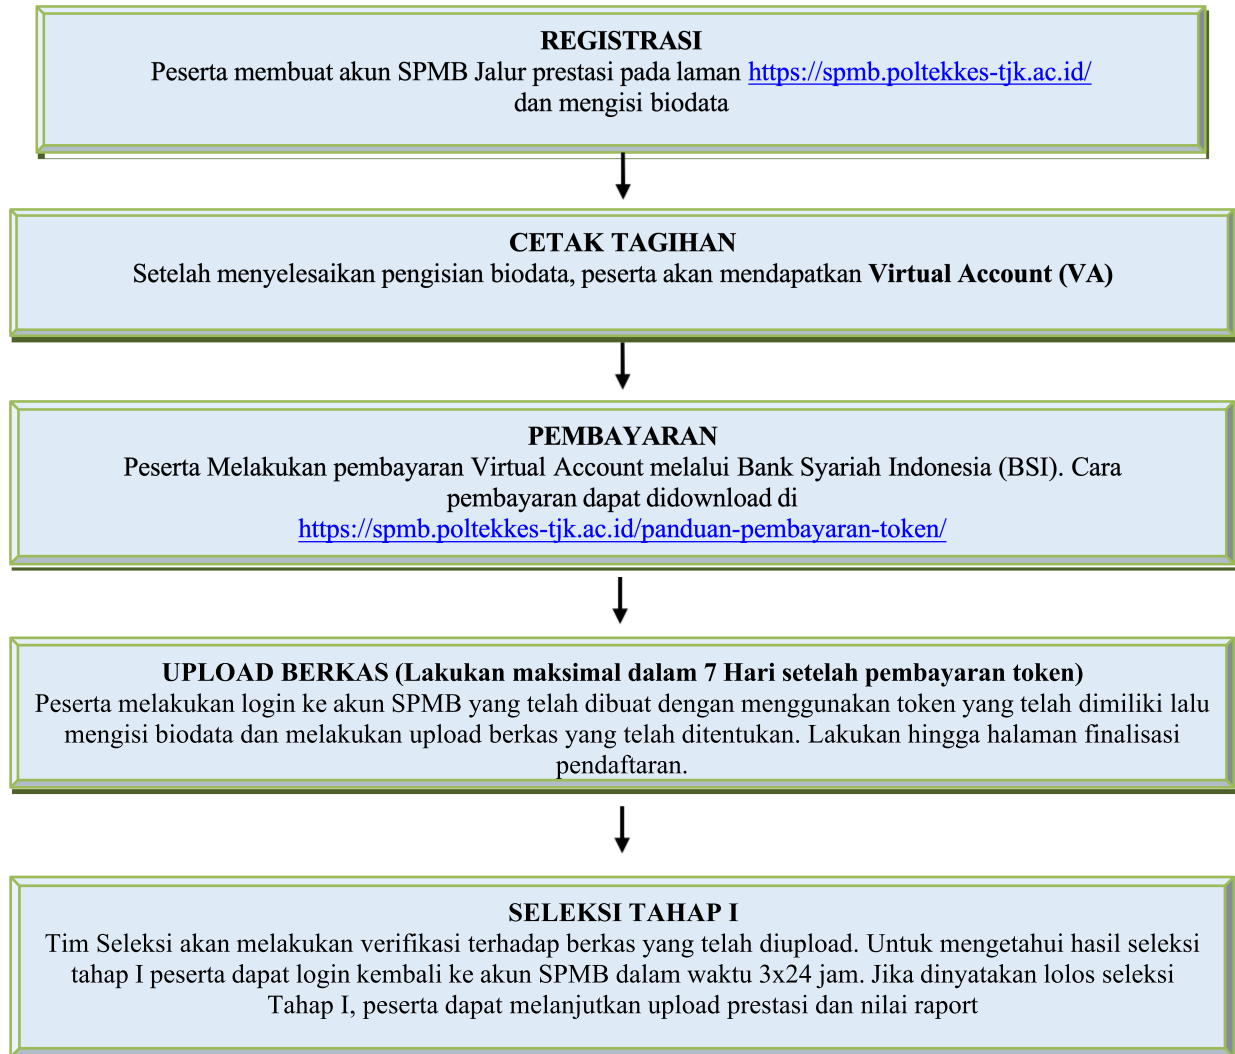 REGISTRASI
Peserta membuat akun SPMB Jalur prestasi pada laman https://spmb.poltekkes-tjk.ac.id/
dan mengisi biodata
CETAK TAGIHAN
Setelah menyelesaikan pengisian biodata, peserta akan mendapatkan Virtual Account (VA)
PEMBAYARAN
Peserta Melakukan pembayaran Virtual Account melalui Bank Syariah Indonesia (BSI). Cara
pembayaran dapat didownload di
https://spmb.poltekkes-tjk.ac.id/panduan-pembayaran-token/
UPLOAD BERKAS (Lakukan maksimal dalam 7 Hari setelah pembayaran token)
Peserta melakukan login ke akun SPMB yang telah dibuat dengan menggunakan token yang telah dimiliki lalu
mengisi biodata dan melakukan upload berkas yang telah ditentukan. Lakukan hingga halaman finalisasi
pendaftaran.
SELEKSI TAHAP I
Tim Seleksi akan melakukan verifikasi terhadap berkas yang telah diupload. Untuk mengetahui hasil seleksi
tahap I peserta dapat login kembali ke akun SPMB dalam waktu 3x24 jam. Jika dinyatakan lolos seleksi
Tahap I, peserta dapat melanjutkan upload prestasi dan nilai raport